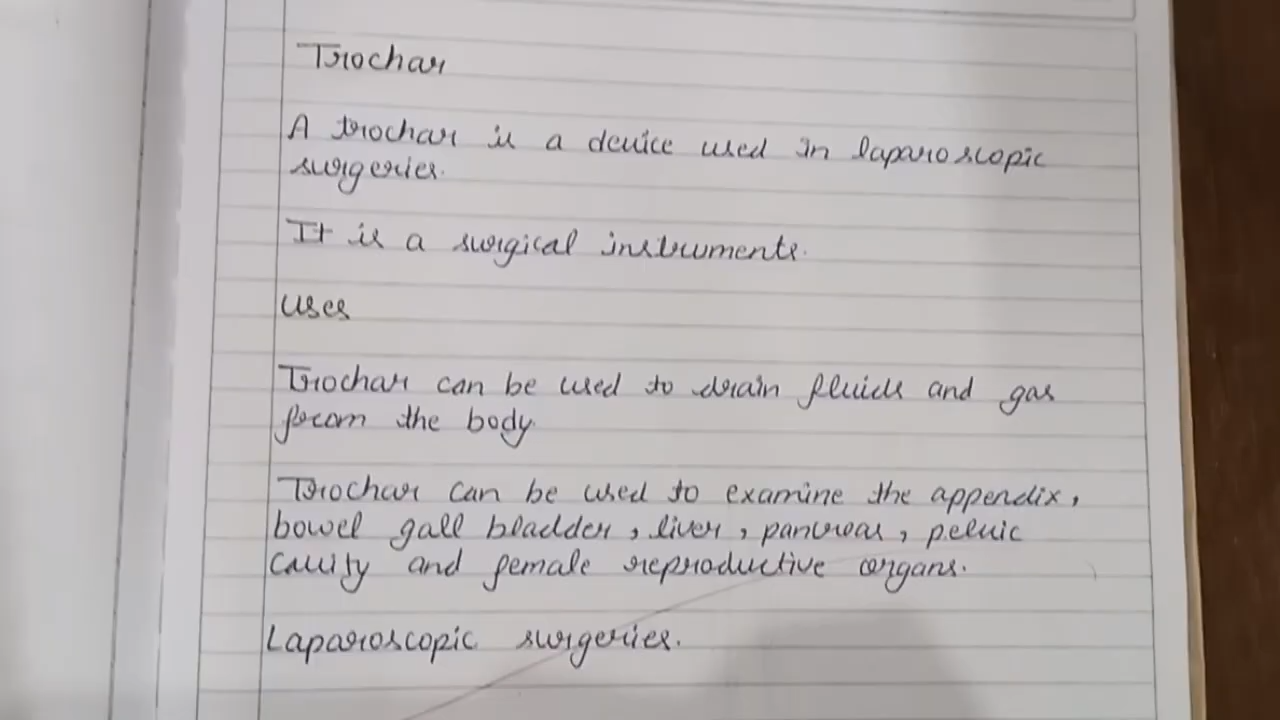 Trochar
A trochar is a device used in laparoscopic
surgeries.
It is a surgical instruments.
Uses
Trochar can be used to drain fluids and gas
from the body
Trochar can be used to examine the appendix,
bowel gall bladder, liver, pancreas, pelvic
cavity and female reproductive organs.
Laparoscopic surgeries.